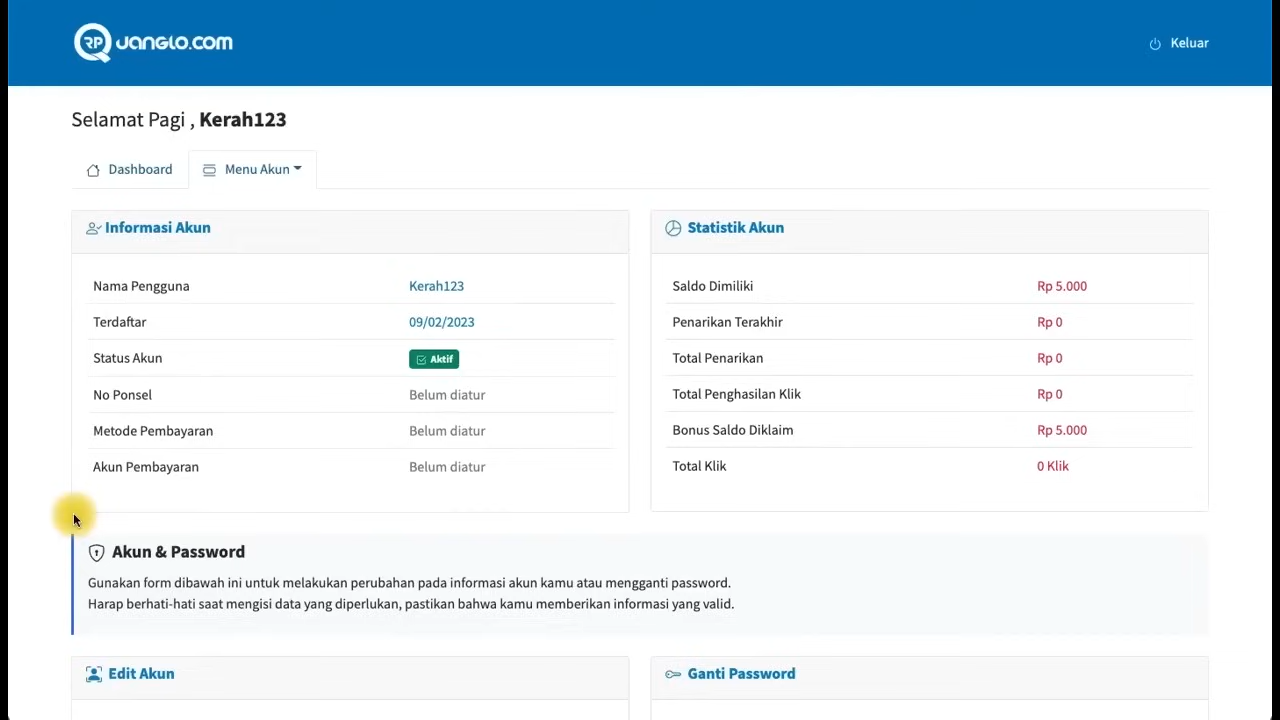 RP JanGLO.com
Keluar
Selamat Pagi , Kerah123
Dashboard
Menu Akun
Informasi Akun
Nama Pengguna Kerah123
Terdaftar 09/02/2023
Status Akun Aktif
No Ponsel Belum diatur
Metode Pembayaran Belum diatur
Akun Pembayaran Belum diatur
Statistik Akun
Saldo Dimiliki Rp 5.000
Penarikan Terakhir Rp 0
Total Penarikan Rp 0
Total Penghasilan Klik Rp 0
Bonus Saldo Diklaim Rp 5.000
Total Klik 0 Klik
Akun & Password
Gunakan form dibawah ini untuk melakukan perubahan pada informasi akun kamu atau mengganti password.
Harap berhati-hati saat mengisi data yang diperlukan, pastikan bahwa kamu memberikan informasi yang valid.
Edit Akun
Ganti Password